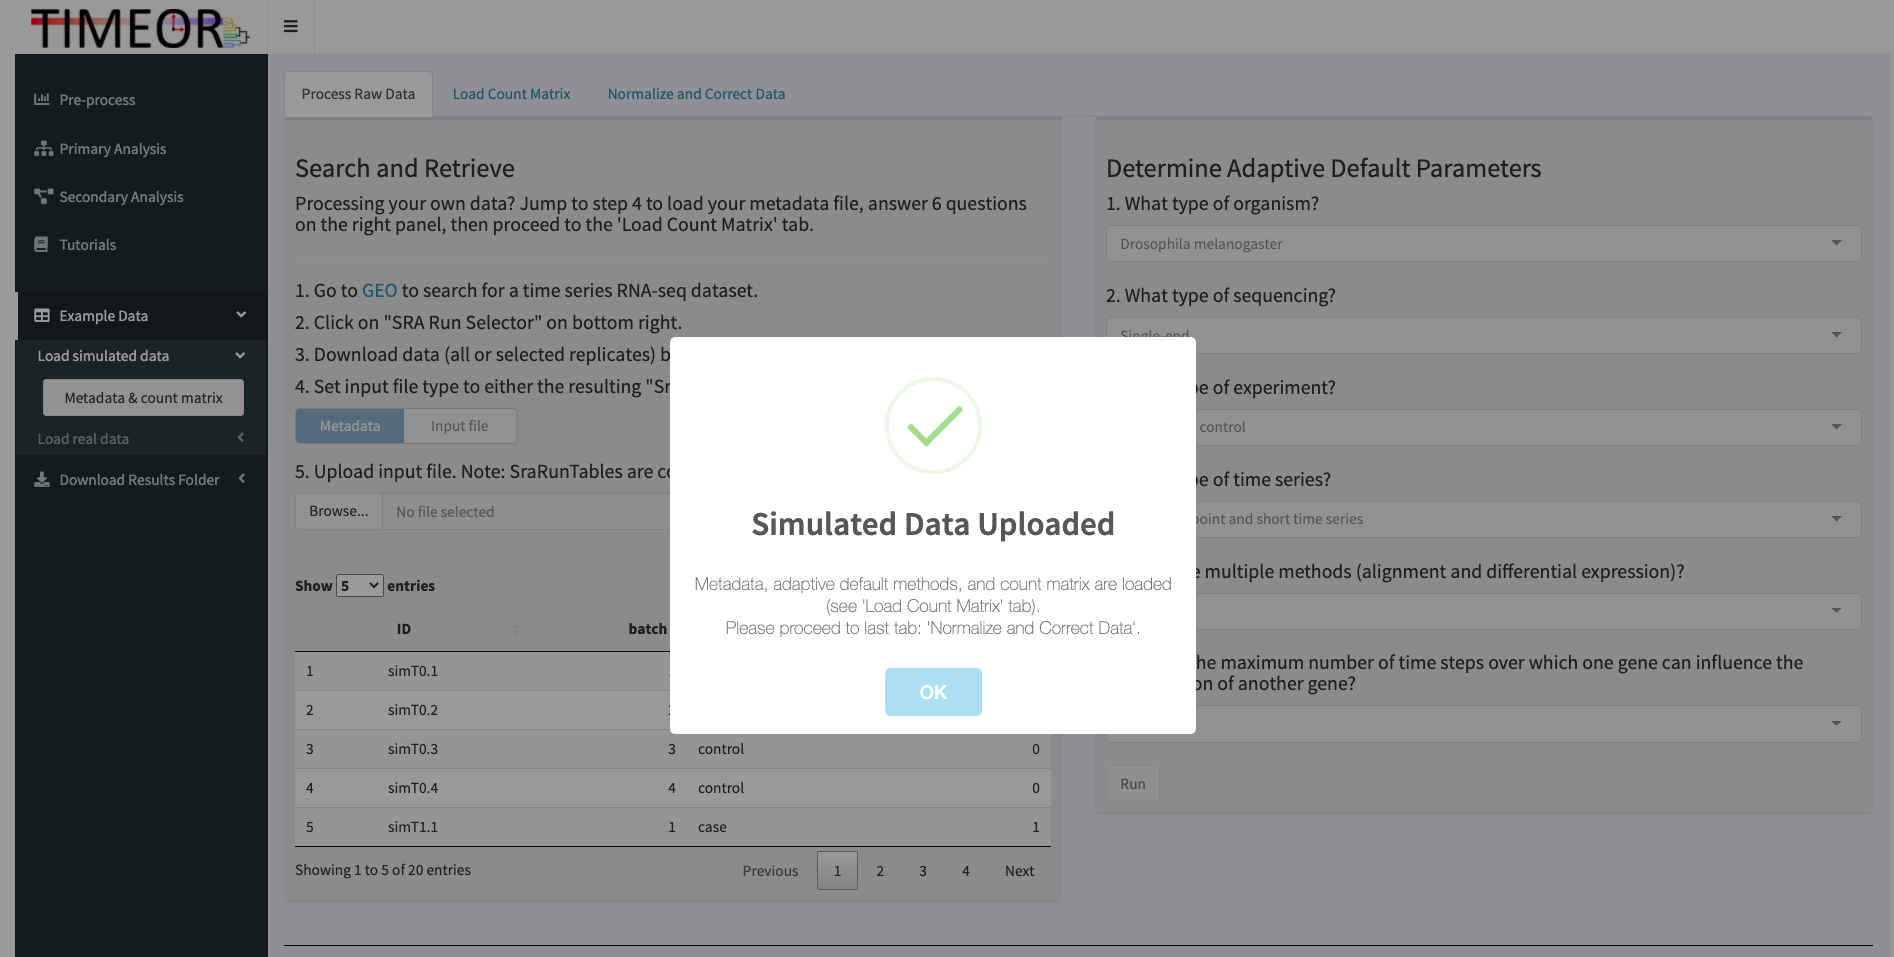 TIMEOR
Pre-process
Primary Analysis
Secondary Analysis
Tutorials
Example Data
Load simulated data
Metadata & count matrix
Load real data
Download Results Folder
Process Raw Data
Load Count Matrix
Normalize and Correct Data
Search and Retrieve
Processing your own data? Jump to step 4 to load your metadata file, answer 6 questions
on the right panel, then proceed to the 'Load Count Matrix' tab.
1. Go to GEO to search for a time series RNA-seq dataset.
2. Click on "SRA Run Selector" on bottom right.
3. Download data (all or selected replicates)
4. Set input file type to either the resulting
Metadata
Input file
5. Upload input file. Note: SraRunTables are
Browse...
No file selected
Show 5 entries
ID batch
1 simT0.1
2 simT0.2
3 simT0.3 3 control 0
4 simT0.4 4 control 0
5 simT1.1 1 case 1
Showing 1 to 5 of 20 entries
Previous 1 2 3 4 Next
Determine Adaptive Default Parameters
1. What type of organism?
Drosophila melanogaster
2. What type of sequencing?
Single-end
of experiment?
control
of time series?
point and short time series
multiple methods (alignment and differential expression)?
maximum number of time steps over which one gene can influence the
of another gene?
Run
Simulated Data Uploaded
Metadata, adaptive default methods, and count matrix are loaded
(see 'Load Count Matrix' tab).
Please proceed to last tab: 'Normalize and Correct Data'.
OK